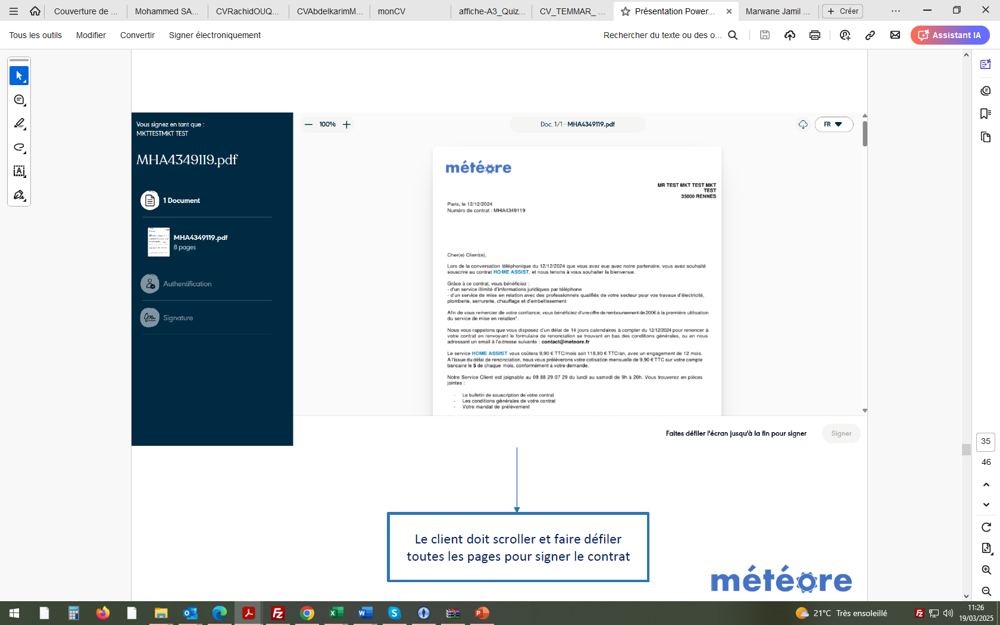 Couverture de ...
Mohammed SA...
CVRachidOUQ...
CVAbdelkarimM...
monCV
affiche-A3_Quiz...
CV_TEMMAR_ ...
Présentation Power...
Marwane Jamil ...
Créer
Tous les outils
Modifier
Convertir
Signer électroniquement
Rechercher du texte ou des o...
Assistant IA
Vous signez en tant que :
MKTTESTMKT TEST
MHA4349119.pdf
1 Document
MHA4349119.pdf
8 pages
Authentification
Signature
100%
Doc. 1/1 - MHA4349119.pdf
FR
météore
MR TEST MKT TEST MKT
TEST
35000 RENNES
Paris, le 12/12/2024
Numéro de contrat : MHA4349119
Cher(e) Client(e),
Lors de la conversation téléphonique du 12/12/2024 que vous avez eue avec notre partenaire, vous avez souhaité
souscrire au contrat HOME ASSIST, et nous tenons à vous souhaiter la bienvenue.
Grâce à ce contrat, vous bénéficiez :
- d'un service illimité d'informations juridiques par téléphone
- d'un service de mise en relation avec des professionnels qualifiés de votre secteur pour vos travaux d'électricité,
plomberie, serrurerie, chauffage et d'embellissement
Afin de vous remercier de votre confiance, vous bénéficiez d'une offre de remboursement de 200€ à la première utilisation
du service de mise en relation*.
Nous vous rappelons que vous disposez d'un délai de 14 jours calendaires à compter du 12/12/2024 pour renoncer à
votre contrat en renvoyant le formulaire de renonciation se trouvant en bas des conditions générales, ou en nous
adressant un email à l'adresse suivante : contact@meteore.fr
Le service HOME ASSIST vous coûtera 9,90 € TTC/mois soit 118,80 € TTC/an, avec un engagement de 12 mois.
A l'issue du délai de renonciation, nous vous prélèverons votre cotisation mensuelle de 9,90 € TTC sur votre compte
bancaire le 5 de chaque mois, conformément à votre demande.
Notre Service Client est joignable au 09 88 29 07 29 du lundi au samedi de 9h à 20h. Vous trouverez en pièces
jointes :
- Le bulletin de souscription de votre contrat
- Les conditions générales de votre contrat
- Votre mandat de prélèvement
Faites défiler l'écran jusqu'à la fin pour signer
Signer
Le client doit scroller et faire défiler
toutes les pages pour signer le contrat
météore
35
46
21°C Très ensoleillé
11:26
19/03/2025